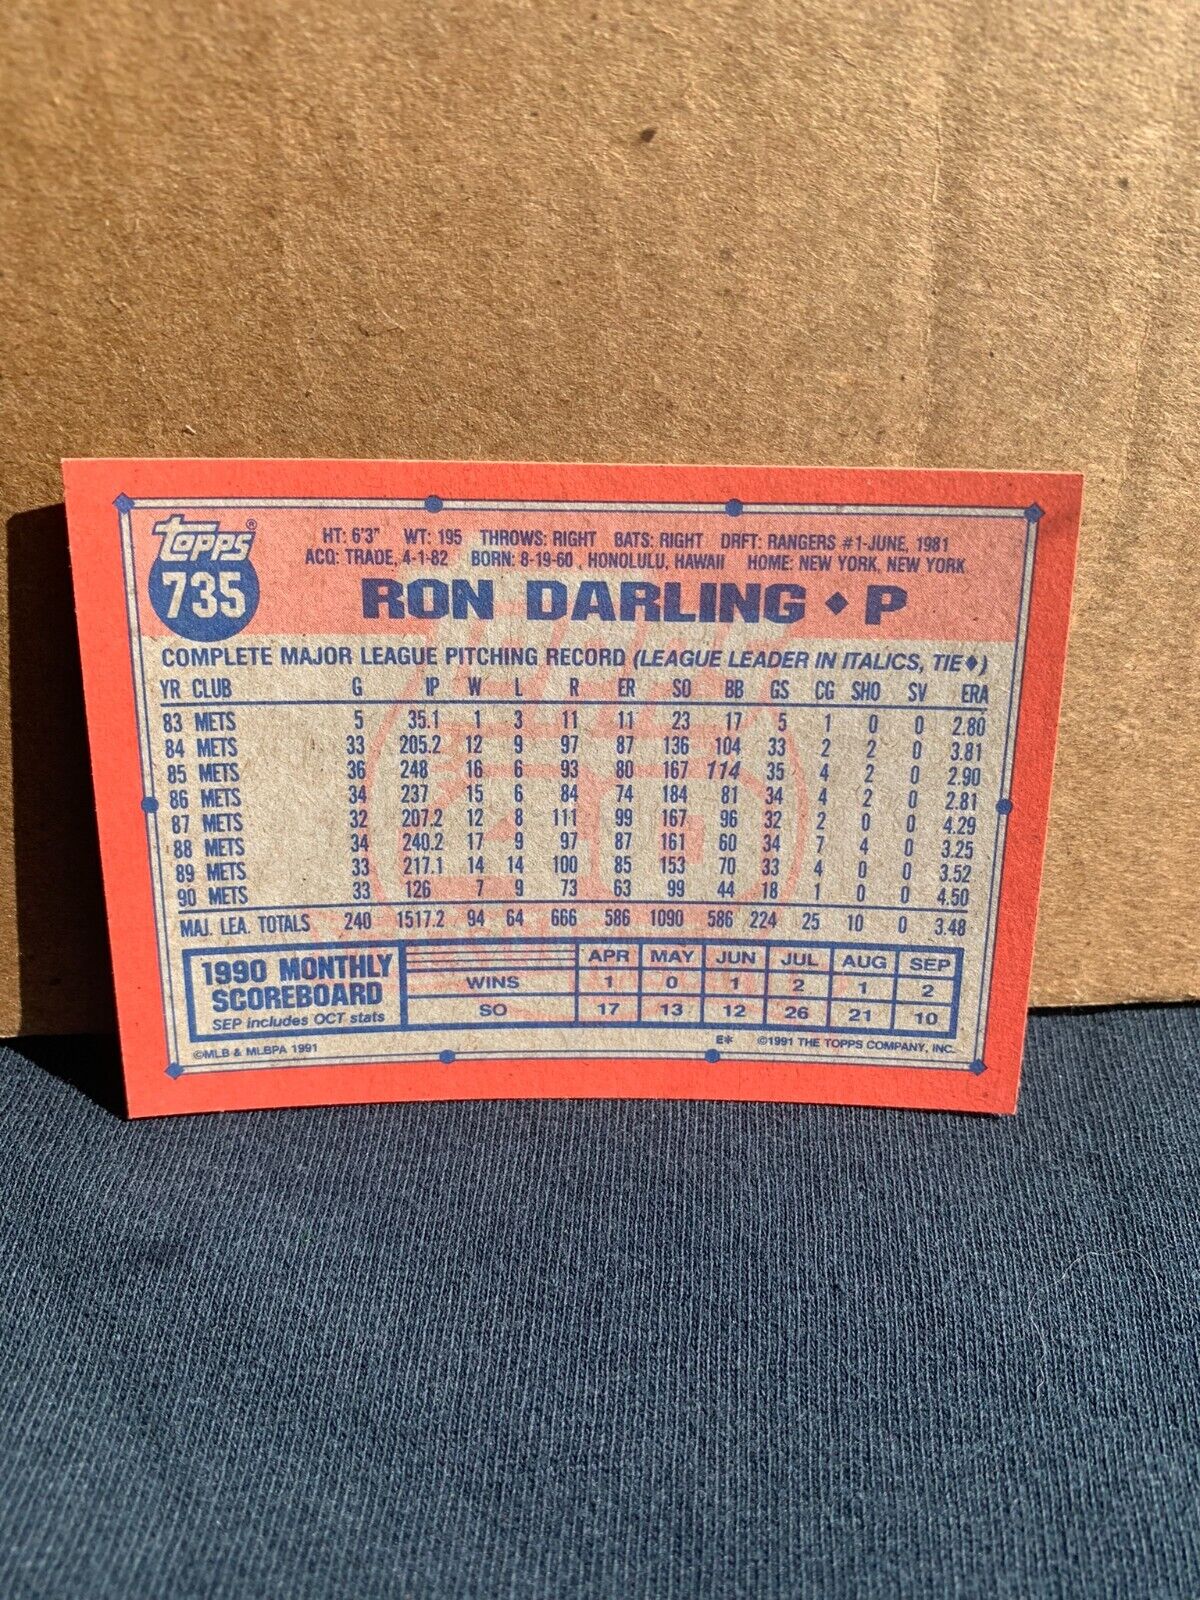 topps®
735
HT: 6'3" WT: 195 THROWS: RIGHT BATS: RIGHT DRFT: RANGERS #1-JUNE, 1981
ACQ: TRADE, 4-1-82 BORN: 8-19-60 , HONOLULU, HAWAII HOME: NEW YORK, NEW YORK
RON DARLING ♦ P
COMPLETE MAJOR LEAGUE PITCHING RECORD (LEAGUE LEADER IN ITALICS, TIE♦)
YR CLUB G IP W L R ER SO BB GS CG SHO SV ERA
83 METS 5 35.1 1 3 11 11 23 17 5 1 0 0 2.80
84 METS 33 205.2 12 9 97 87 136 104 33 2 2 0 3.81
85 METS 36 248 16 6 93 80 167 114 35 4 2 0 2.90
86 METS 34 237 15 6 84 74 184 81 34 4 2 0 2.81
87 METS 32 207.2 12 8 111 99 167 96 32 2 0 0 4.29
88 METS 34 240.2 17 9 97 87 161 60 34 7 4 0 3.25
89 METS 33 217.1 14 14 100 85 153 70 33 4 0 0 3.52
90 METS 33 126 7 9 73 63 99 44 18 1 0 0 4.50
MAJ. LEA. TOTALS 240 1517.2 94 64 666 586 1090 586 224 25 10 0 3.48
1990 MONTHLY SCOREBOARD
SEP includes OCT stats
APR MAY JUN JUL AUG SEP
WINS 1 0 1 2 1 2
SO 17 13 12 26 21 10
©MLB & MLBPA 1991 E* ©1991 THE TOPPS COMPANY, INC.